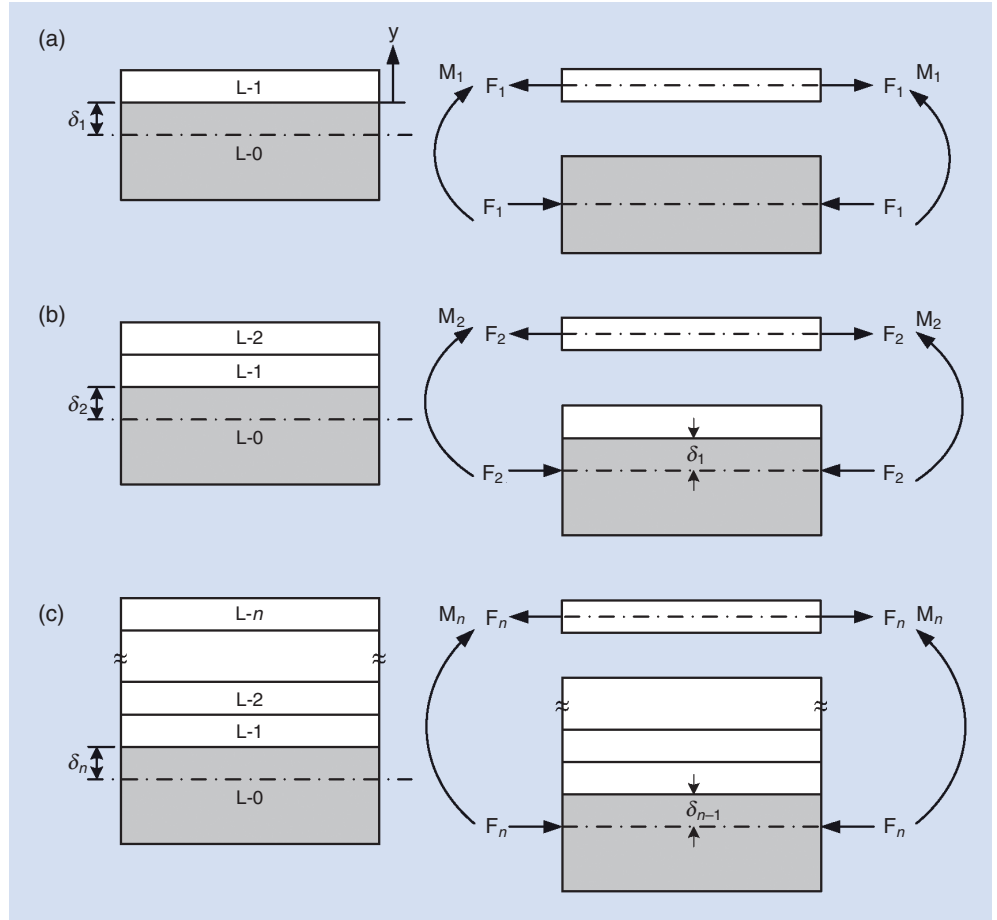 (a)
y
L-1
δ1
L-0
M1
F1
F1
M1
F1
F1
(b)
L-2
L-1
δ2
L-0
M2
F2
F2
M2
δ1
F2
F2
(c)
L-n
L-2
L-1
δn
L-0
Mn
Fn
Fn
Mn
δn–1
Fn
Fn